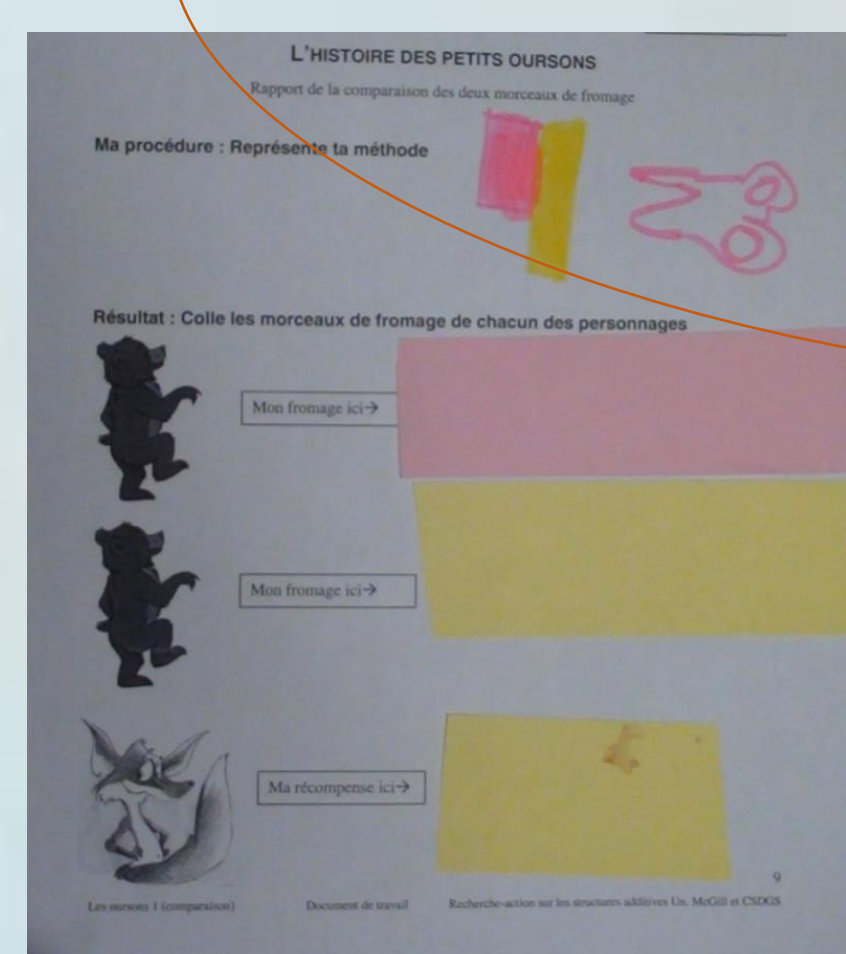 L'HISTOIRE DES PETITS OURSONS
Rapport de la comparaison des deux morceaux de fromage
Ma procédure : Représente ta méthode
Résultat : Colle les morceaux de fromage de chacun des personnages
Mon fromage ici→
Mon fromage ici→
Ma récompense ici→
9
Les oursons 1 (comparaison) Document de travail Recherche-action sur les structures additives Un. McGill et CSDGS